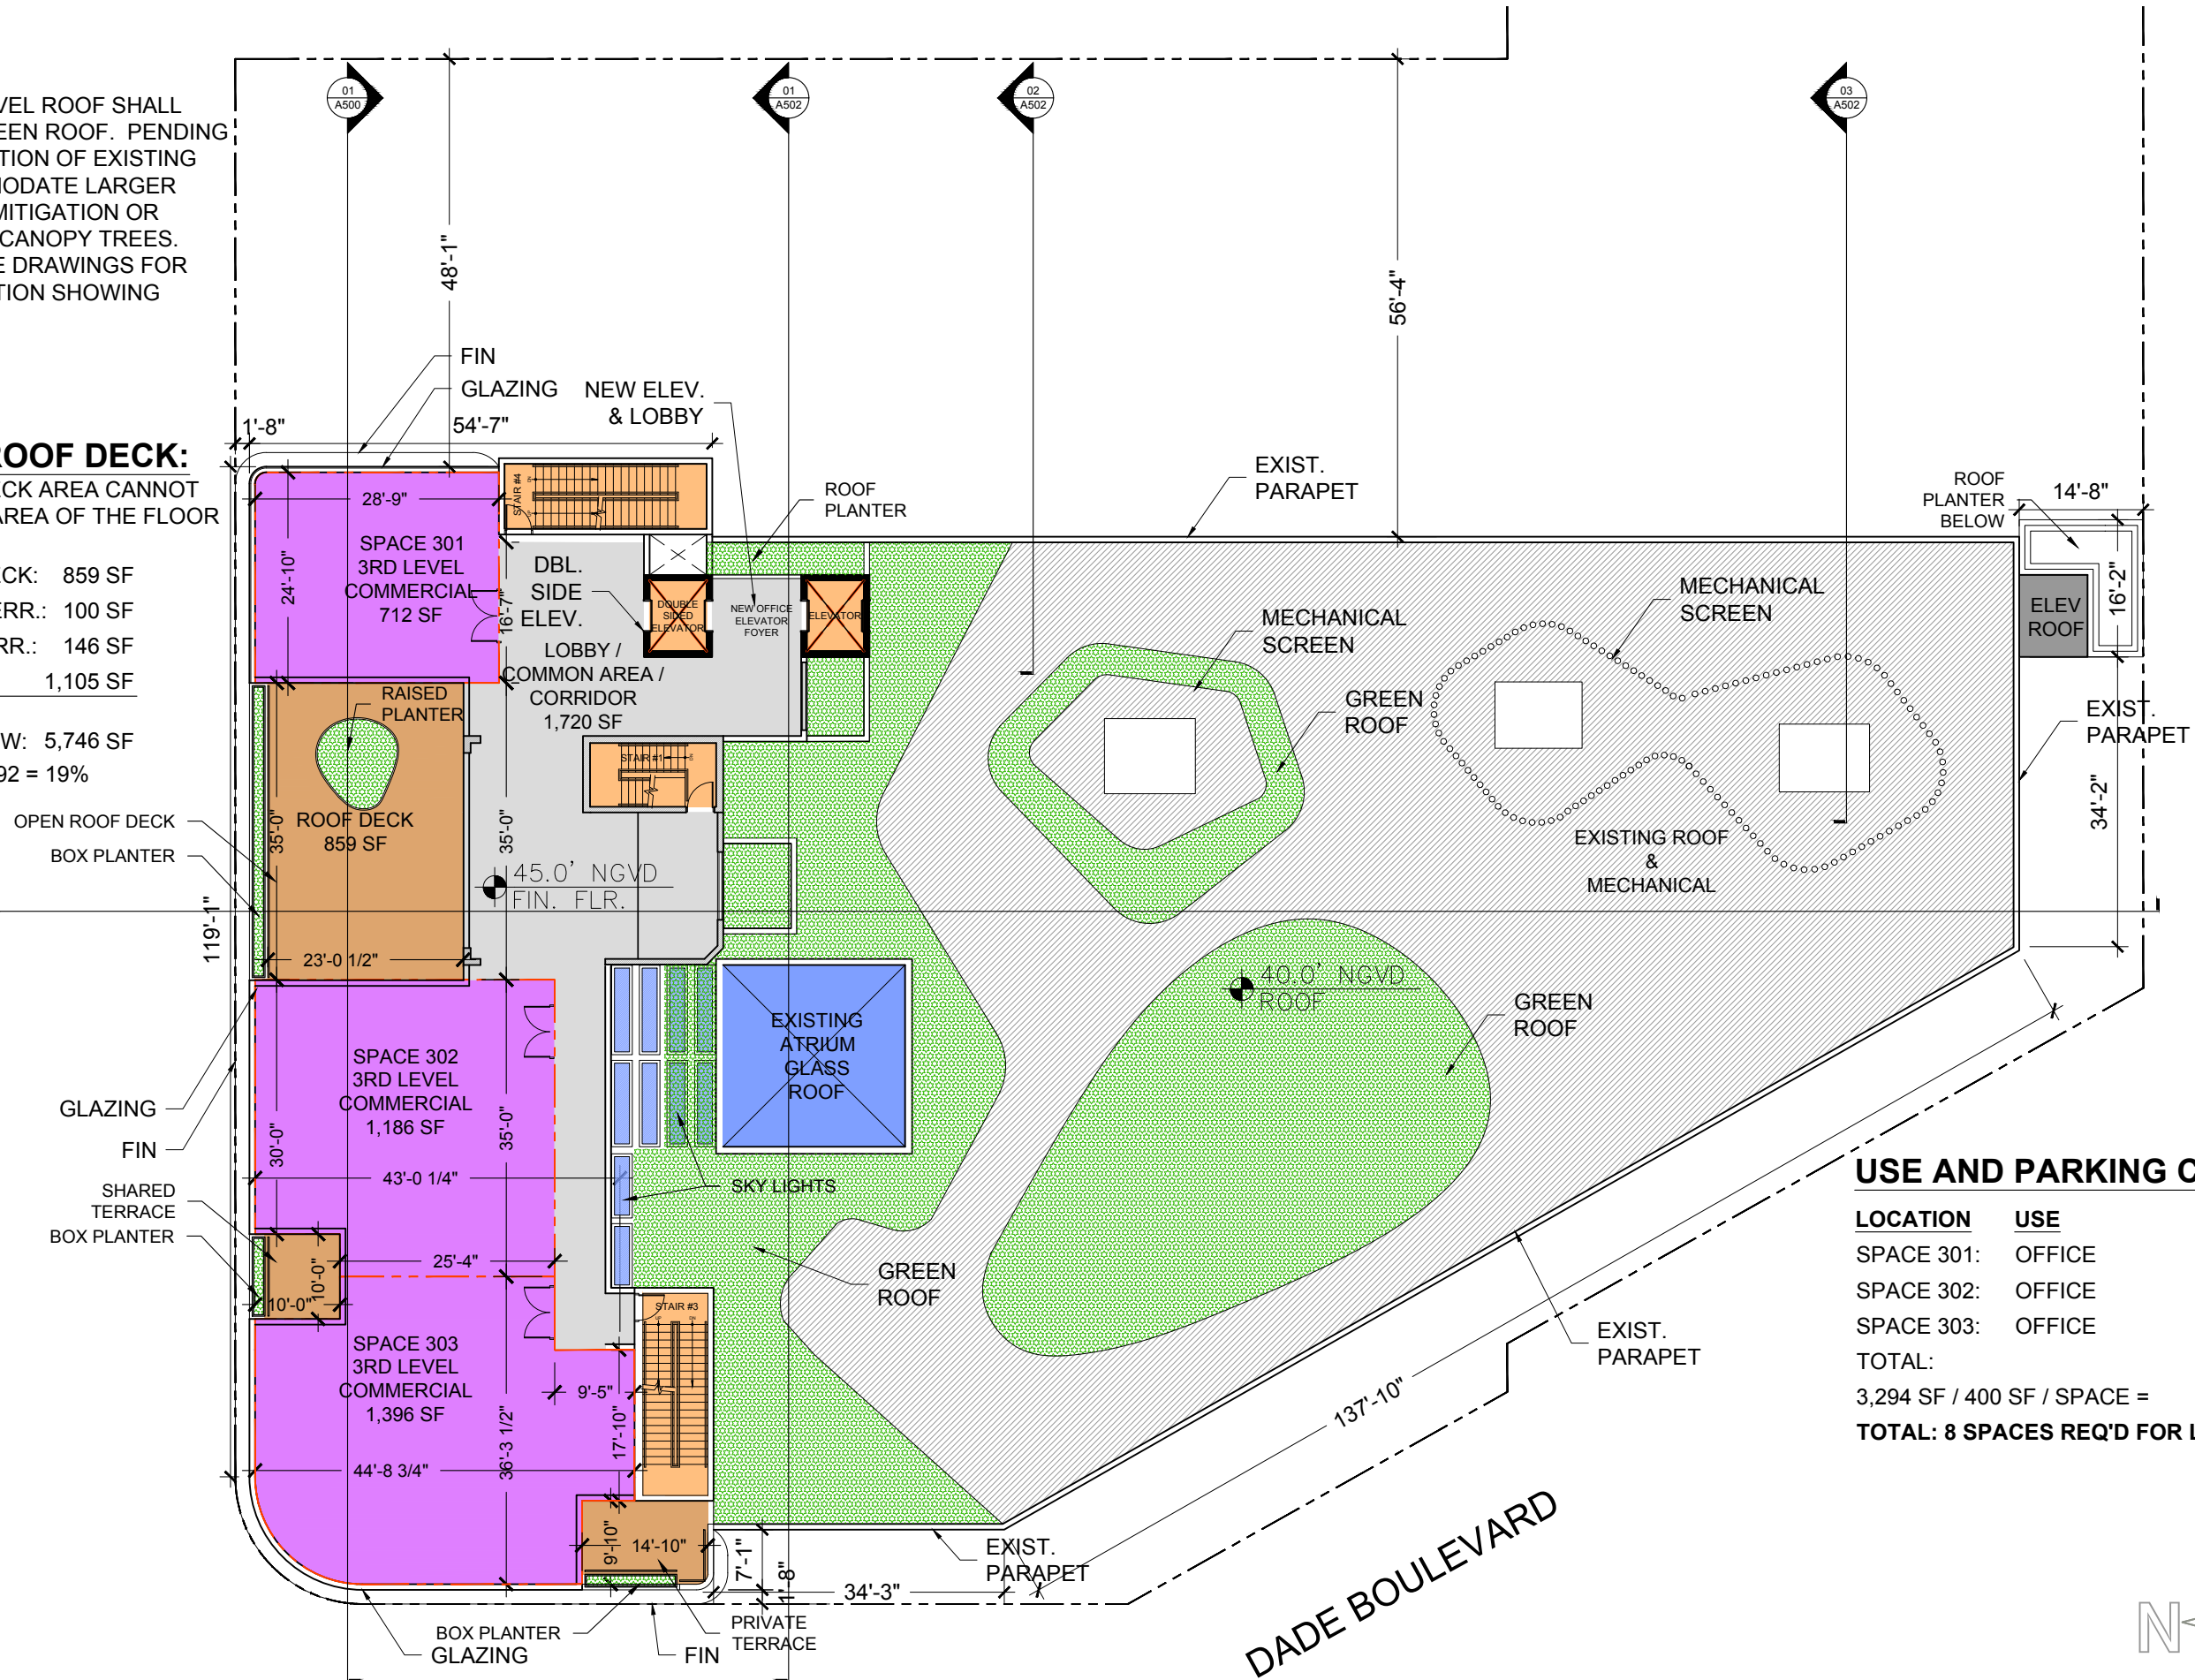 01
A500
01
A502
02
A502
03
A502
VEL ROOF SHALL
EEN ROOF.  PENDING
TION OF EXISTING
MODATE LARGER
MITIGATION OR
CANOPY TREES.
E DRAWINGS FOR
TION SHOWING
48'-1"
56'-4"
FIN
GLAZING
NEW ELEV.
& LOBBY
1'-8"
54'-7"
ROOF DECK:
ECK AREA CANNOT
AREA OF THE FLOOR
ECK: 859 SF
ERR.: 100 SF
RR.: 146 SF
1,105 SF
W: 5,746 SF
92 = 19%
EXIST.
PARAPET
ROOF
PLANTER
ROOF
PLANTER
BELOW
14'-8"
16'-2"
ELEV
ROOF
28'-9"
24'-10"
STAIR #4
SPACE 301
3RD LEVEL
COMMERCIAL
712 SF
16'-7"
DBL.
SIDE
ELEV.
DOUBLE
SIDED
ELEVATOR
NEW OFFICE
ELEVATOR
FOYER
ELEVATOR
LOBBY /
COMMON AREA /
CORRIDOR
1,720 SF
MECHANICAL
SCREEN
MECHANICAL
SCREEN
GREEN
ROOF
EXIST.
PARAPET
34'-2"
RAISED
PLANTER
STAIR #1
OPEN ROOF DECK
BOX PLANTER
35'-0"
ROOF DECK
859 SF
35'-0"
EXISTING ROOF
&
MECHANICAL
45.0' NGVD
FIN. FLR.
119'-1"
23'-0 1/2"
40.0' NGVD
ROOF
GREEN
ROOF
EXISTING
ATRIUM
GLASS
ROOF
SPACE 302
3RD LEVEL
COMMERCIAL
1,186 SF
GLAZING
FIN
30'-0"
35'-0"
43'-0 1/4"
SKY LIGHTS
SHARED
TERRACE
BOX PLANTER
25'-4"
10'-0"
10'-0"
GREEN
ROOF
STAIR #3
UP
DN
SPACE 303
3RD LEVEL
COMMERCIAL
1,396 SF
9'-5"
17'-10"
36'-3 1/2"
44'-8 3/4"
EXIST.
PARAPET
137'-10"
USE AND PARKING C
LOCATION USE
SPACE 301: OFFICE
SPACE 302: OFFICE
SPACE 303: OFFICE
TOTAL:
3,294 SF / 400 SF / SPACE =
TOTAL: 8 SPACES REQ'D FOR L
9'-10"
14'-10"
7'-1"
1'-8"
34'-3"
EXIST.
PARAPET
BOX PLANTER
GLAZING
PRIVATE
TERRACE
FIN
DADE BOULEVARD
N